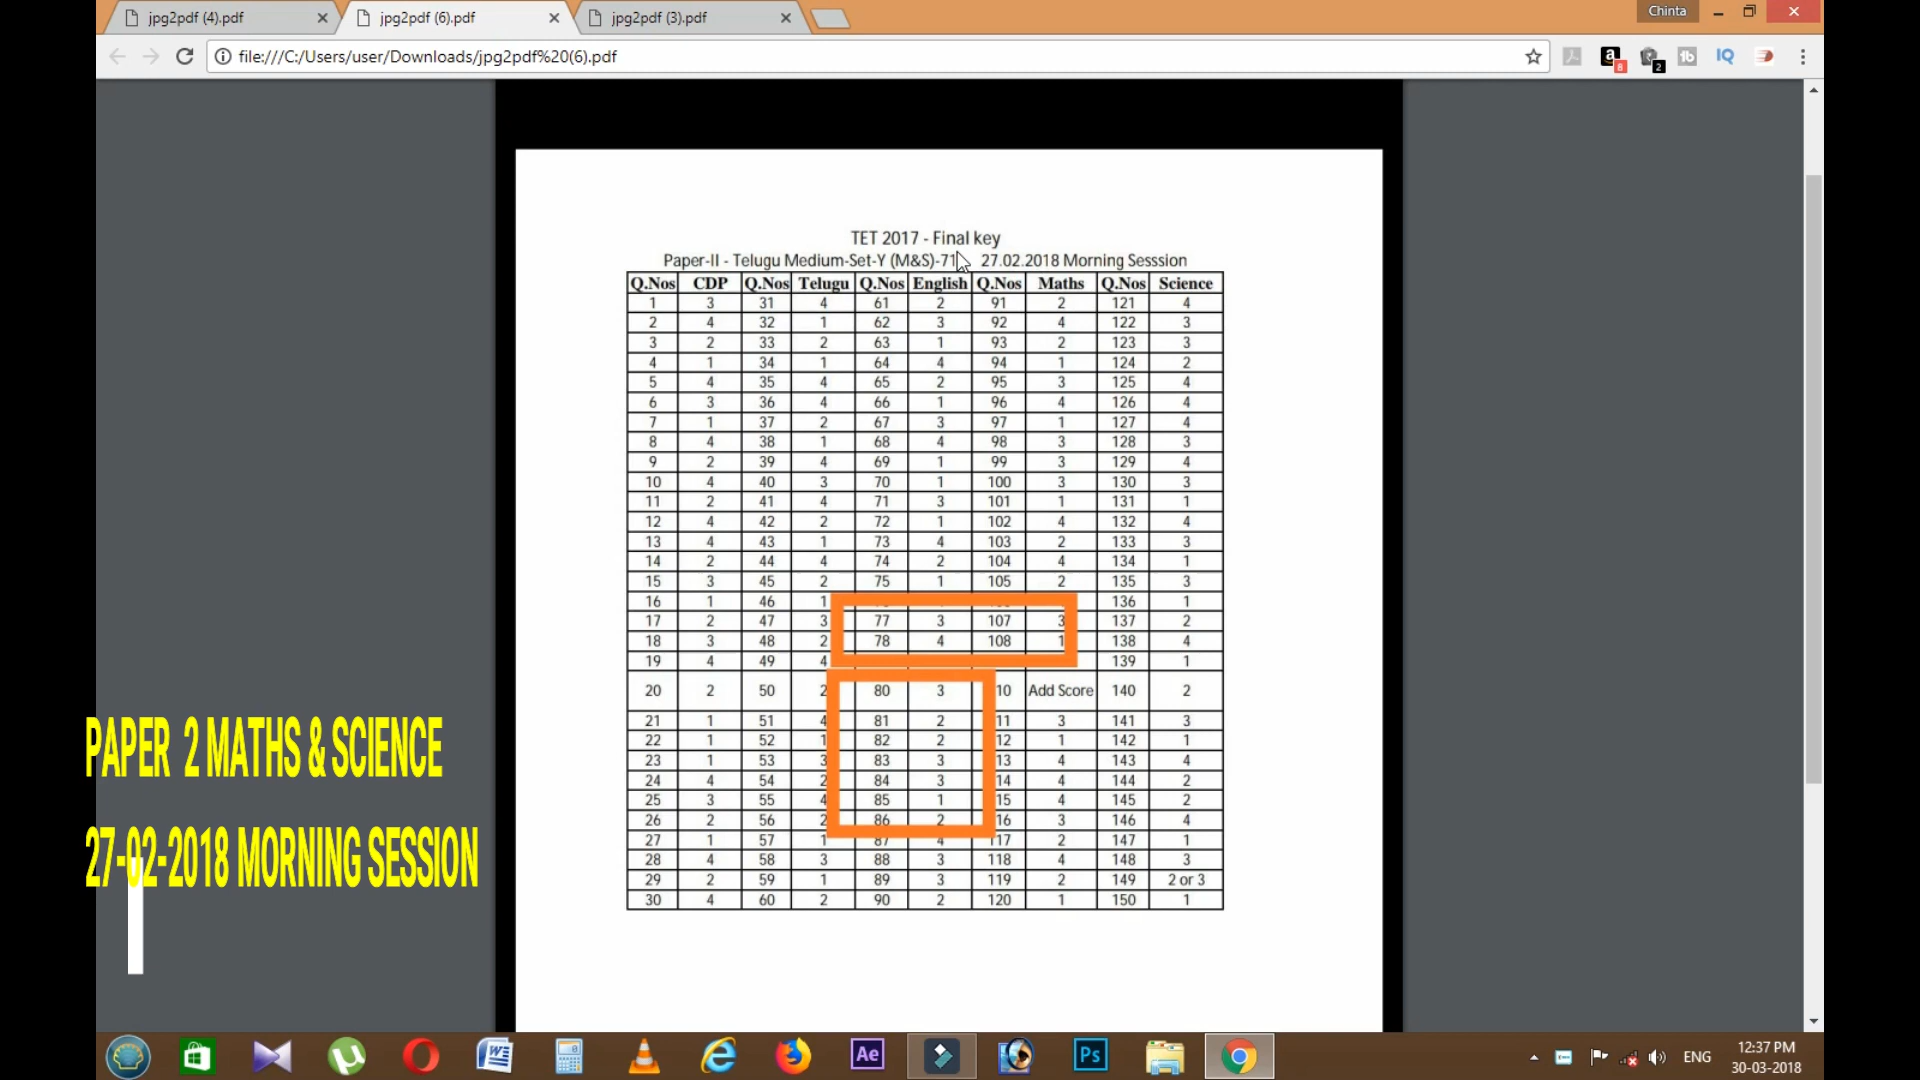 jpg2pdf (4).pdf
jpg2pdf (6).pdf
jpg2pdf (3).pdf
Chinta
file:///C:/Users/user/Downloads/jpg2pdf%20(6).pdf
TET 2017 - Final key
Paper-II - Telugu Medium-Set-Y (M&S)-71 27.02.2018 Morning Sesssion
Q.Nos CDP Q.Nos Telugu Q.Nos English Q.Nos Maths Q.Nos Science
1 3 31 4 61 2 91 2 121 4
2 4 32 1 62 3 92 4 122 3
3 2 33 2 63 1 93 2 123 3
4 1 34 1 64 4 94 1 124 2
5 4 35 4 65 2 95 3 125 4
6 3 36 4 66 1 96 4 126 4
7 1 37 2 67 3 97 1 127 4
8 4 38 1 68 4 98 3 128 3
9 2 39 4 69 1 99 3 129 4
10 4 40 3 70 1 100 3 130 3
11 2 41 4 71 3 101 1 131 1
12 4 42 2 72 1 102 4 132 4
13 4 43 1 73 4 103 2 133 3
14 2 44 4 74 2 104 4 134 1
15 3 45 2 75 1 105 2 135 3
16 1 46 1 136 1
17 2 47 3 77 3 107 3 137 2
18 3 48 2 78 4 108 1 138 4
19 4 49 4 139 1
20 2 50 2 80 3 10 Add Score 140 2
21 1 51 4 81 2 11 3 141 3
22 1 52 1 82 2 12 1 142 1
23 1 53 3 83 3 13 4 143 4
24 4 54 2 84 3 14 4 144 2
25 3 55 4 85 1 15 4 145 2
26 2 56 2 86 2 16 3 146 4
27 1 57 1 87 4 117 2 147 1
28 4 58 3 88 3 118 4 148 3
29 2 59 1 89 3 119 2 149 2 or 3
30 4 60 2 90 2 120 1 150 1
PAPER 2 MATHS & SCIENCE
27-02-2018 MORNING SESSION
ENG
12:37 PM
30-03-2018